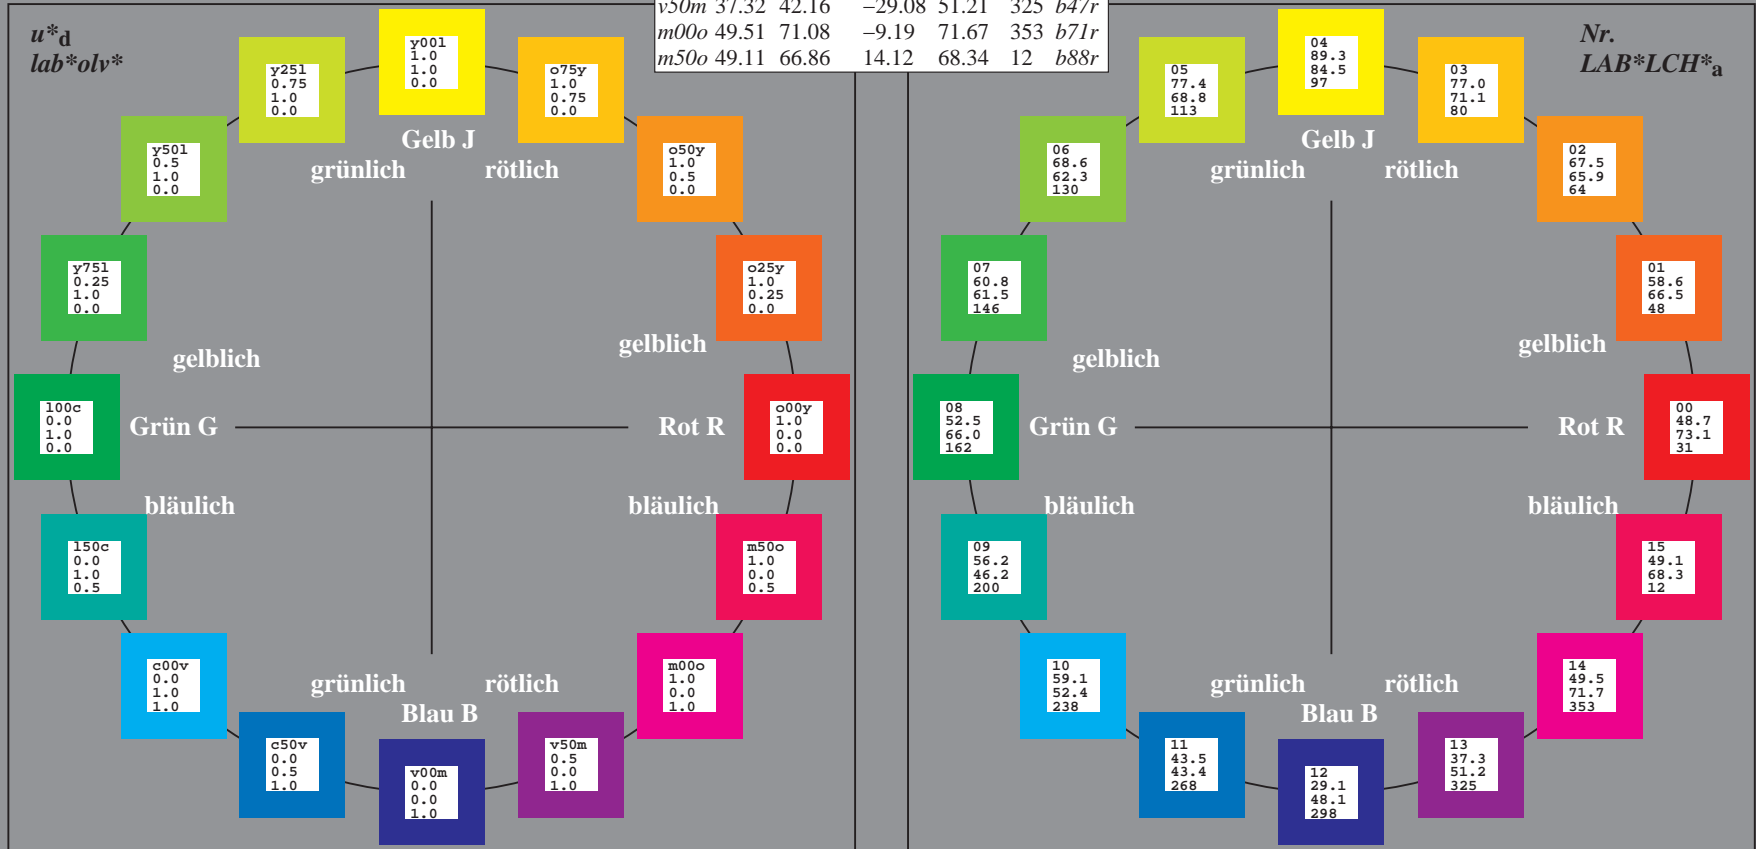 v50m 37.32 42.16 −29.08 51.21 325 b47r
m00o 49.51 71.08 −9.19 71.67 353 b71r
m50o 49.11 66.86 14.12 68.34 12 b88r
u*d
lab*olv*
y00l
1.0
1.0
0.0
y25l
0.75
1.0
0.0
o75y
1.0
0.75
0.0
y50l
0.5
1.0
0.0
o50y
1.0
0.5
0.0
Gelb J
grünlich rötlich
y75l
0.25
1.0
0.0
o25y
1.0
0.25
0.0
gelblich
gelblich
l00c
0.0
1.0
0.0
Grün G
Rot R
o00y
1.0
0.0
0.0
bläulich
bläulich
l50c
0.0
1.0
0.5
m50o
1.0
0.0
0.5
c00v
0.0
1.0
1.0
m00o
1.0
0.0
1.0
grünlich rötlich
Blau B
c50v
0.0
0.5
1.0
v00m
0.0
0.0
1.0
v50m
0.5
0.0
1.0
Nr.
LAB*LCH*a
04
89.3
84.5
97
05
77.4
68.8
113
03
77.0
71.1
80
06
68.6
62.3
130
02
67.5
65.9
64
Gelb J
grünlich rötlich
07
60.8
61.5
146
01
58.6
66.5
48
gelblich
gelblich
08
52.5
66.0
162
Grün G
Rot R
00
48.7
73.1
31
bläulich
bläulich
09
56.2
46.2
200
15
49.1
68.3
12
10
59.1
52.4
238
14
49.5
71.7
353
grünlich rötlich
Blau B
11
43.5
43.4
268
12
29.1
48.1
298
13
37.3
51.2
325